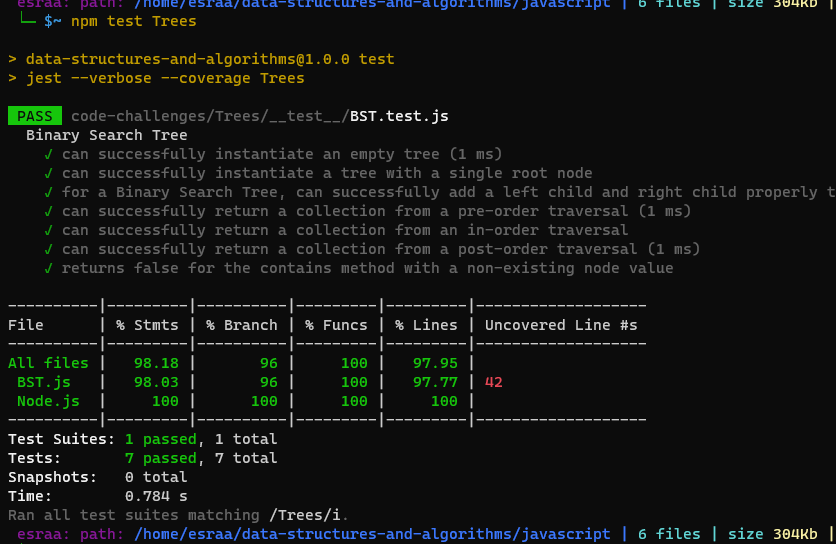 esraa: path: /home/esraa/data-structures-and-algorithms/javascript | 6 files | size 304kb |
└─ $~ npm test Trees
> data-structures-and-algorithms@1.0.0 test
> jest --verbose --coverage Trees
PASS code-challenges/Trees/__test__/BST.test.js
Binary Search Tree
√ can successfully instantiate an empty tree (1 ms)
√ can successfully instantiate a tree with a single root node
√ for a Binary Search Tree, can successfully add a left child and right child properly t
√ can successfully return a collection from a pre-order traversal (1 ms)
√ can successfully return a collection from an in-order traversal
√ can successfully return a collection from a post-order traversal (1 ms)
√ returns false for the contains method with a non-existing node value
----------|---------|----------|---------|---------|-------------------
File | % Stmts | % Branch | % Funcs | % Lines | Uncovered Line #s
----------|---------|----------|---------|---------|-------------------
All files | 98.18 | 96 | 100 | 97.95 |
BST.js | 98.03 | 96 | 100 | 97.77 | 42
Node.js | 100 | 100 | 100 | 100 |
----------|---------|----------|---------|---------|-------------------
Test Suites: 1 passed, 1 total
Tests: 7 passed, 7 total
Snapshots: 0 total
Time: 0.784 s
Ran all test suites matching /Trees/i.
esraa: path: /home/esraa/data-structures-and-algorithms/javascript | 6 files | size 304kb |